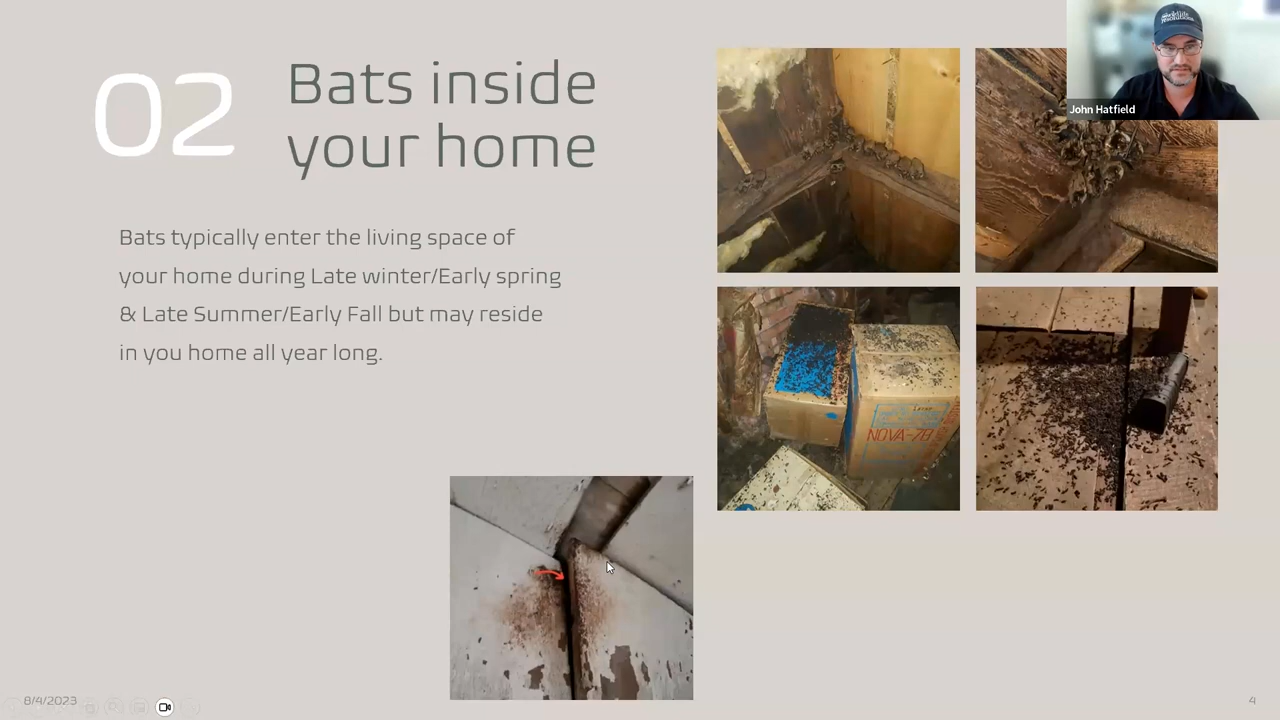 02
Bats inside
your home
Bats typically enter the living space of
your home during Late winter/Early spring
& Late Summer/Early Fall but may reside
in you home all year long.
John Hatfield
NOVA-78
8/4/2023
4